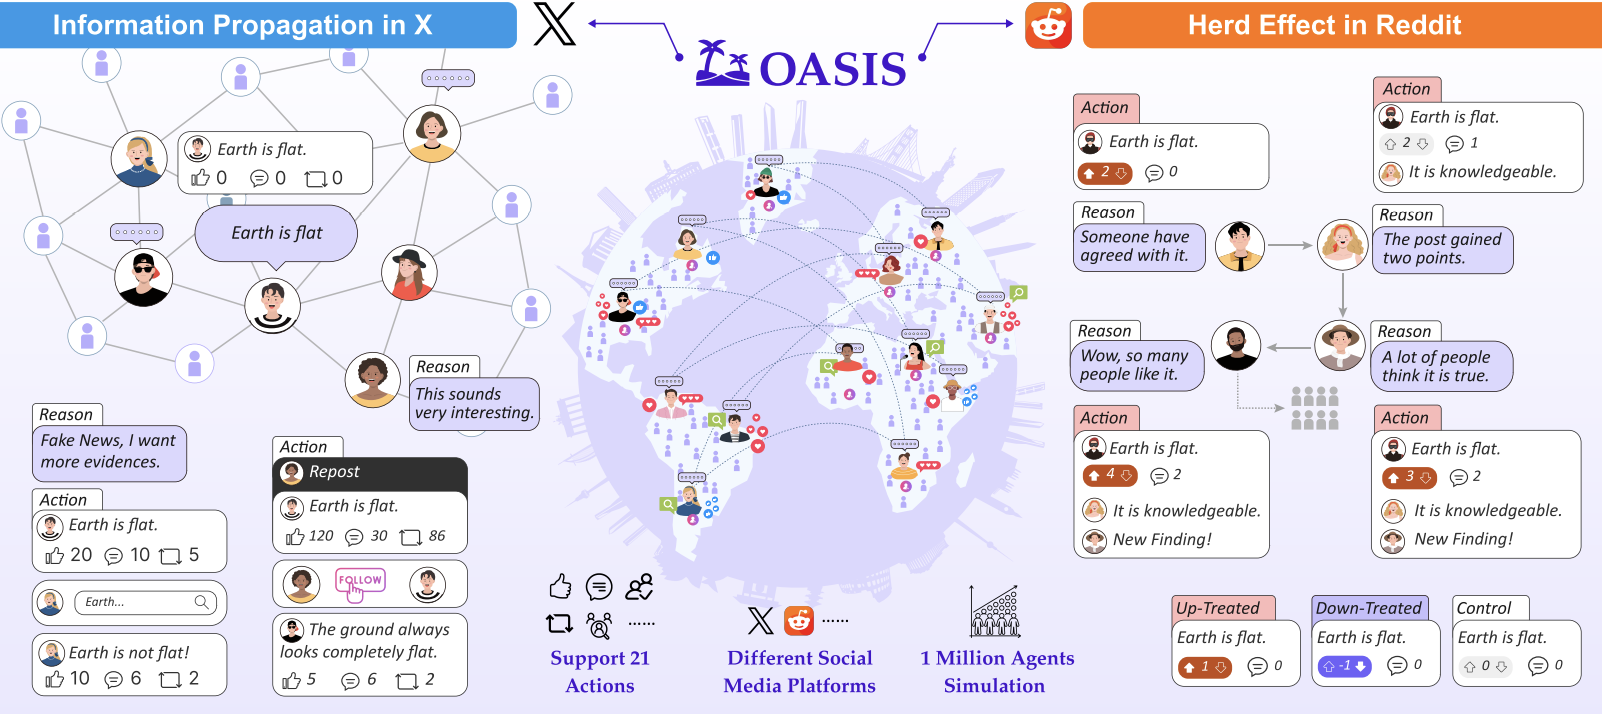 Information Propagation in X
OASIS
Herd Effect in Reddit
Earth is flat.
0 0 0
Earth is flat
Reason
This sounds
very interesting.
Reason
Fake News, I want
more evidences.
Action
Earth is flat.
20 10 5
Earth...
Earth is not flat!
10 6 2
Action
Repost
Earth is flat.
120 30 86
FOLLOW
The ground always
looks completely flat.
5 6 2
Support 21
Actions
Different Social
Media Platforms
1 Million Agents
Simulation
Action
Earth is flat.
2 0
Reason
Someone have
agreed with it.
Action
Earth is flat.
2 1
It is knowledgeable.
Reason
The post gained
two points.
Reason
Wow, so many
people like it.
Reason
A lot of people
think it is true.
Action
Earth is flat.
4 2
It is knowledgeable.
New Finding!
Action
Earth is flat.
3 2
It is knowledgeable.
New Finding!
Up-Treated
Earth is flat.
1 0
Down-Treated
Earth is flat.
-1 0
Control
Earth is flat.
0 0